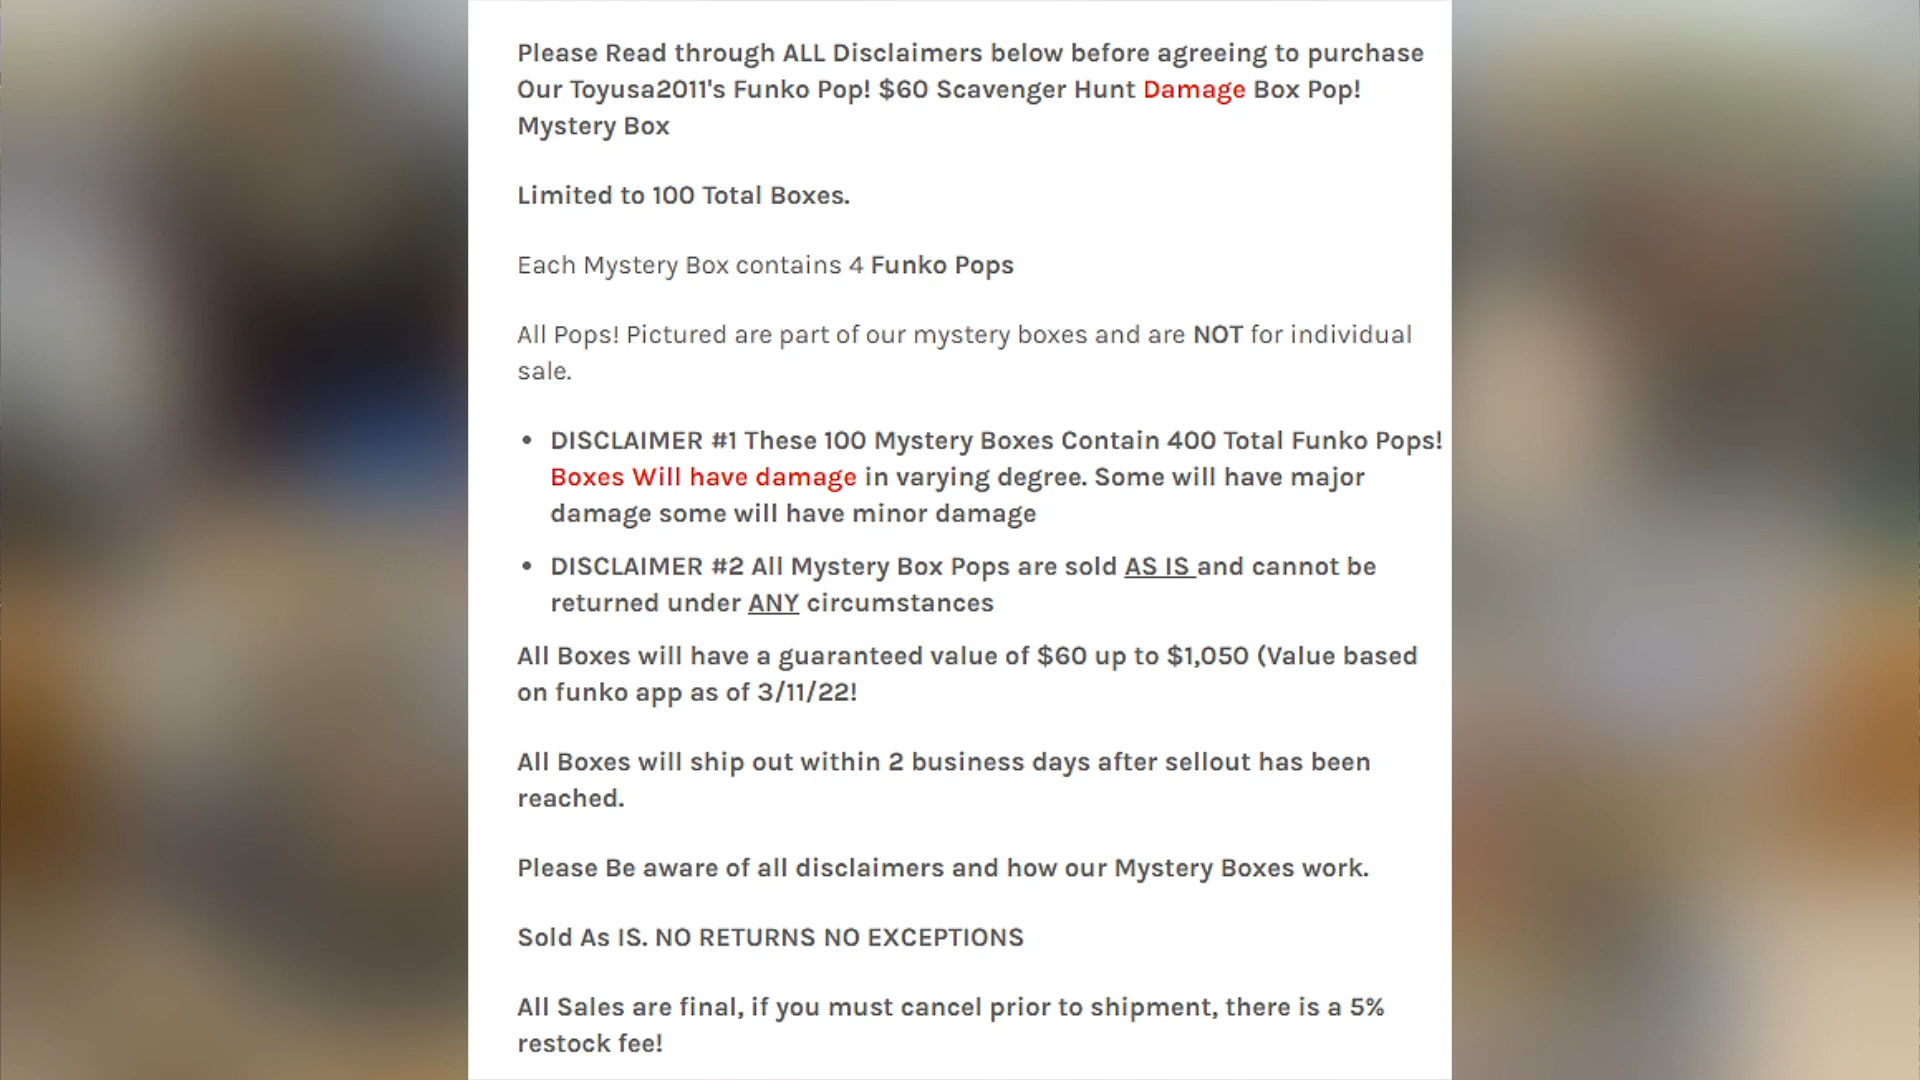 Please Read through ALL Disclaimers below before agreeing to purchase
Our Toyusa2011's Funko Pop! $60 Scavenger Hunt Damage Box Pop!
Mystery Box
Limited to 100 Total Boxes.
Each Mystery Box contains 4 Funko Pops
All Pops! Pictured are part of our mystery boxes and are NOT for individual
sale.
• DISCLAIMER #1 These 100 Mystery Boxes Contain 400 Total Funko Pops!
Boxes Will have damage in varying degree. Some will have major
damage some will have minor damage
• DISCLAIMER #2 All Mystery Box Pops are sold AS IS and cannot be
returned under ANY circumstances
All Boxes will have a guaranteed value of $60 up to $1,050 (Value based
on funko app as of 3/11/22!
All Boxes will ship out within 2 business days after sellout has been
reached.
Please Be aware of all disclaimers and how our Mystery Boxes work.
Sold As IS. NO RETURNS NO EXCEPTIONS
All Sales are final, if you must cancel prior to shipment, there is a 5%
restock fee!